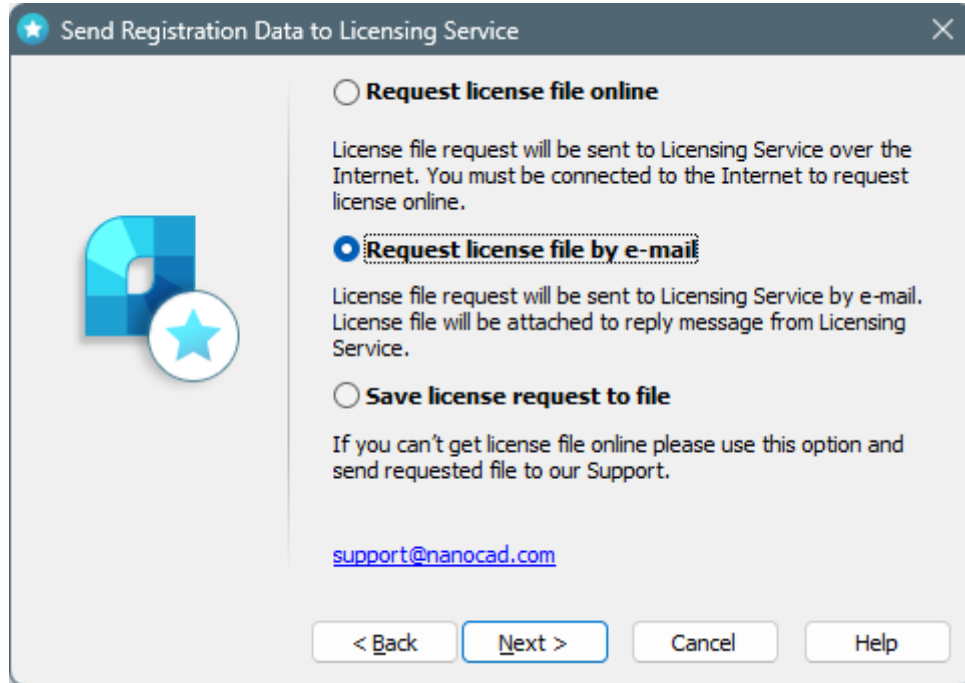 Send Registration Data to Licensing Service
Request license file online
License file request will be sent to Licensing Service over the
Internet. You must be connected to the Internet to request
license online.
Request license file by e-mail
License file request will be sent to Licensing Service by e-mail.
License file will be attached to reply message from Licensing
Service.
Save license request to file
If you can't get license file online please use this option and
send requested file to our Support.
support@nanocad.com
< Back Next > Cancel Help